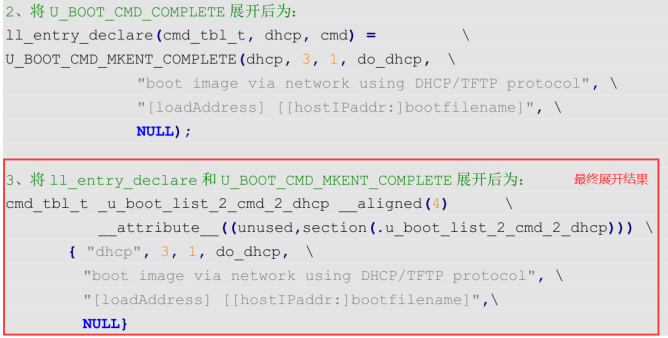 2、将 U_BOOT_CMD_COMPLETE 展开后为:
ll_entry_declare(cmd_tbl_t, dhcp, cmd) = \
U_BOOT_CMD_MKENT_COMPLETE(dhcp, 3, 1, do_dhcp, \
"boot image via network using DHCP/TFTP protocol", \
"[loadAddress] [[hostIPaddr:]bootfilename]", \
NULL);
3、将 ll_entry_declare 和 U_BOOT_CMD_MKENT_COMPLETE 展开后为: 最终展开结果
cmd_tbl_t _u_boot_list_2_cmd_2_dhcp __aligned(4) \
__attribute__((unused,section(.u_boot_list_2_cmd_2_dhcp))) \
{ "dhcp", 3, 1, do_dhcp, \
"boot image via network using DHCP/TFTP protocol", \
"[loadAddress] [[hostIPaddr:]bootfilename]",\
NULL}